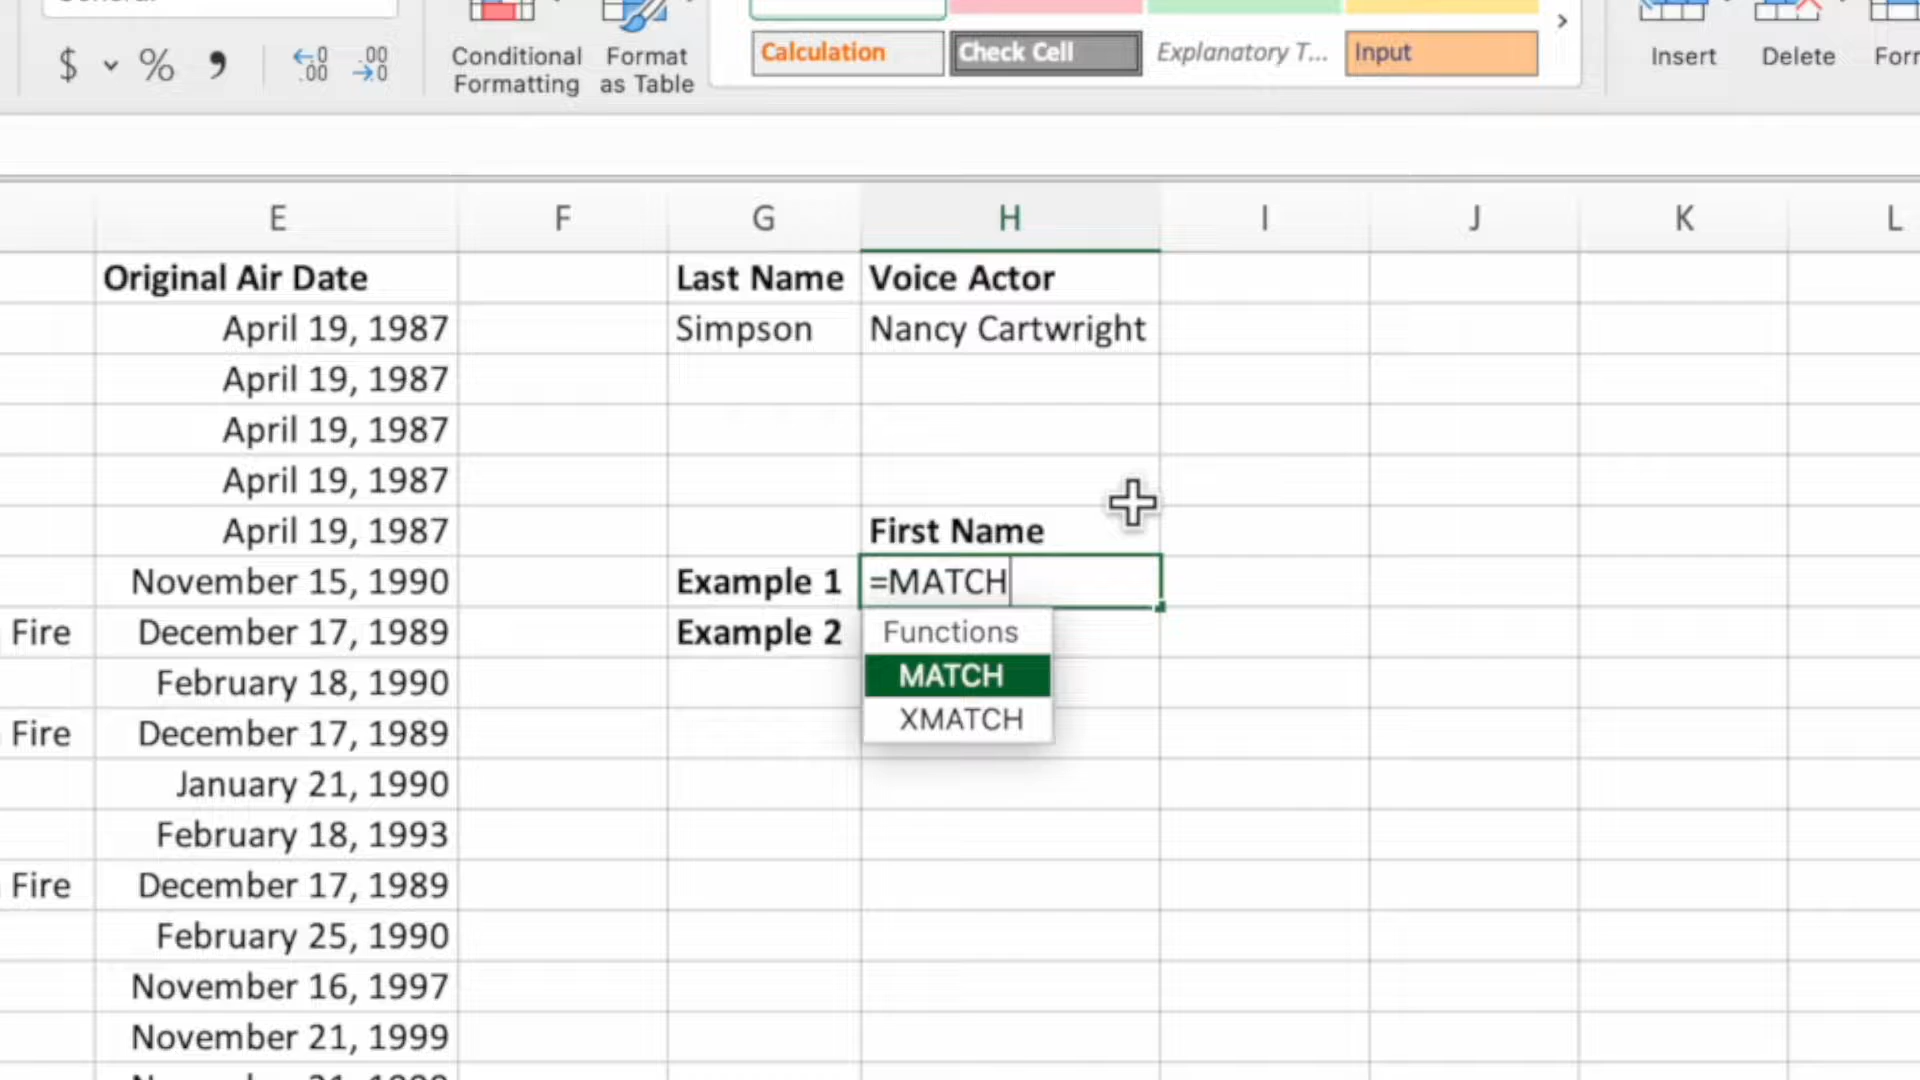 $ % ,
.00 .00
Conditional Formatting
Format as Table
Calculation
Check Cell
Explanatory T...
Input
Insert
Delete
E F G H I J K L
Original Air Date Last Name Voice Actor
April 19, 1987 Simpson Nancy Cartwright
April 19, 1987
April 19, 1987
April 19, 1987
April 19, 1987 First Name
November 15, 1990 Example 1 =MATCH
Fire December 17, 1989 Example 2 Functions
February 18, 1990 MATCH
Fire December 17, 1989 XMATCH
January 21, 1990
February 18, 1993
Fire December 17, 1989
February 25, 1990
November 16, 1997
November 21, 1999